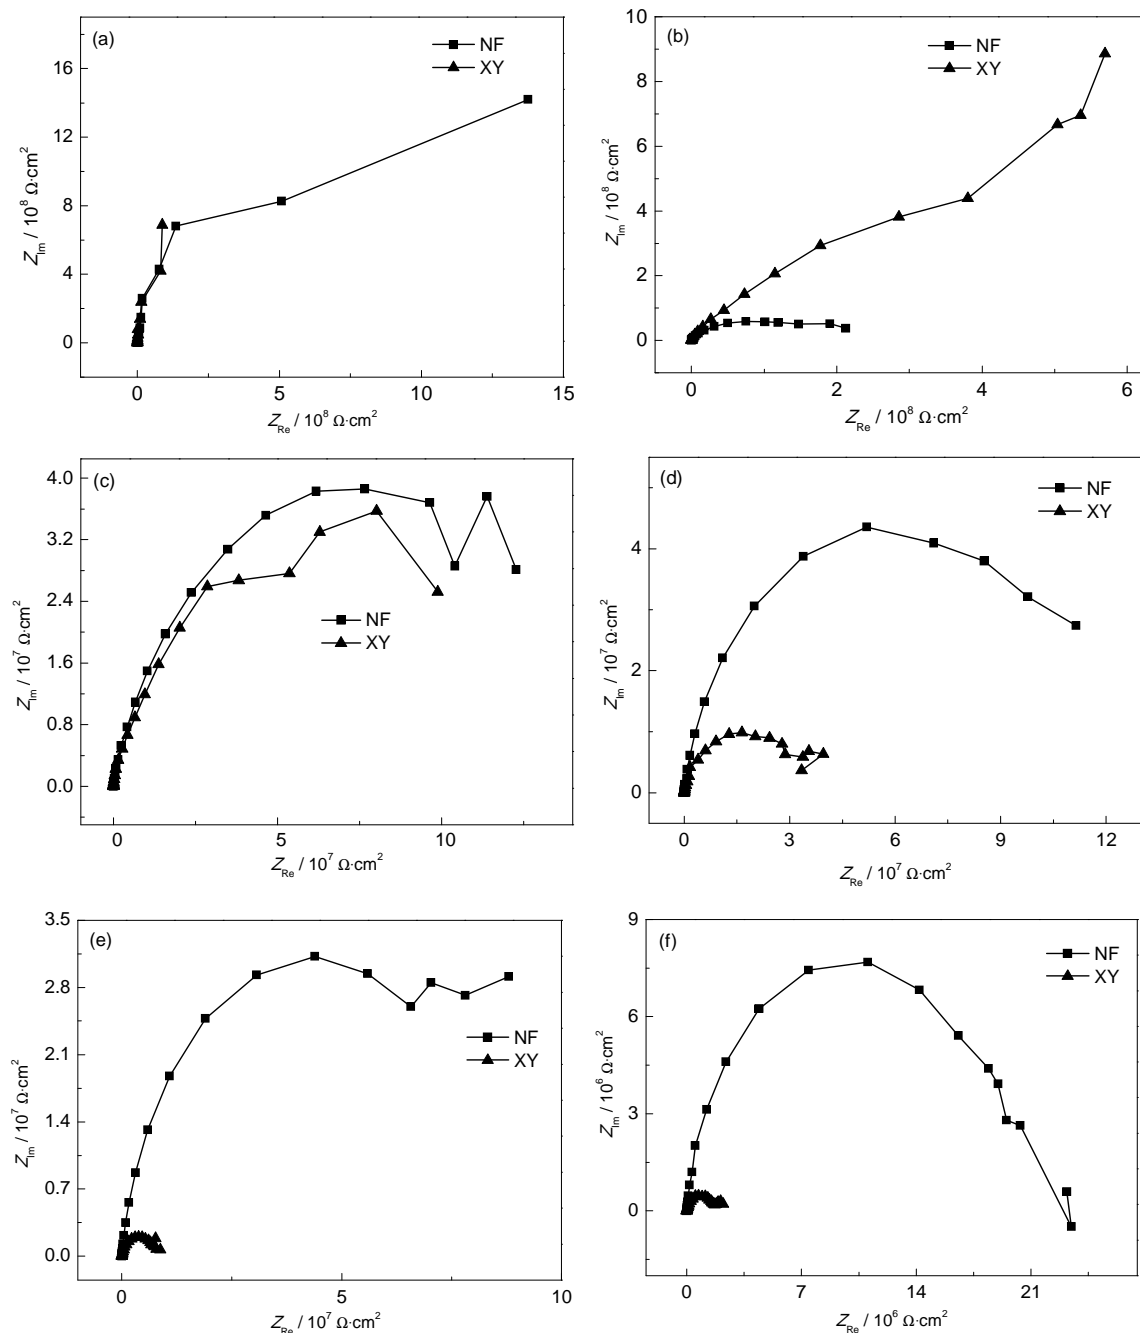 (a)
NF
XY
16
12
8
4
0
0
5
10
15
Z_Im / 10^8 Ω·cm^2
Z_Re / 10^8 Ω·cm^2
(b)
NF
XY
10
8
6
4
2
0
0
2
4
6
Z_Im / 10^8 Ω·cm^2
Z_Re / 10^8 Ω·cm^2
(c)
NF
XY
4.0
3.2
2.4
1.6
0.8
0.0
0
5
10
Z_Im / 10^7 Ω·cm^2
Z_Re / 10^7 Ω·cm^2
(d)
NF
XY
4
2
0
0
3
6
9
12
Z_Im / 10^7 Ω·cm^2
Z_Re / 10^7 Ω·cm^2
(e)
NF
XY
3.5
2.8
2.1
1.4
0.7
0.0
0
5
10
Z_Im / 10^7 Ω·cm^2
Z_Re / 10^7 Ω·cm^2
(f)
NF
XY
9
6
3
0
0
7
14
21
Z_Im / 10^6 Ω·cm^2
Z_Re / 10^6 Ω·cm^2